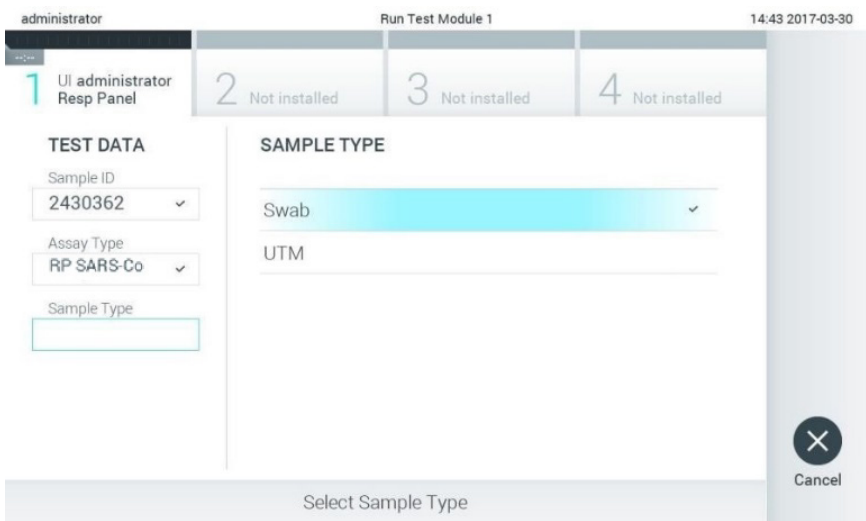 administrator
Run Test Module 1
14:43 2017-03-30
--:--
1 UI administrator
Resp Panel
2 Not installed
3 Not installed
4 Not installed
TEST DATA
Sample ID
2430362
Assay Type
RP SARS-Co
Sample Type
SAMPLE TYPE
Swab
UTM
Cancel
Select Sample Type